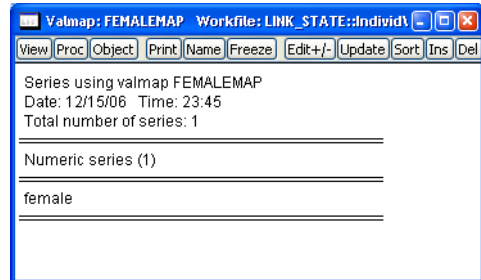 Valmap: FEMALEMAP Workfile: LINK_STATE::Individ\
View Proc Object Print Name Freeze Edit+/- Update Sort Ins Del
Series using valmap FEMALEMAP
Date: 12/15/06 Time: 23:45
Total number of series: 1
Numeric series (1)
female